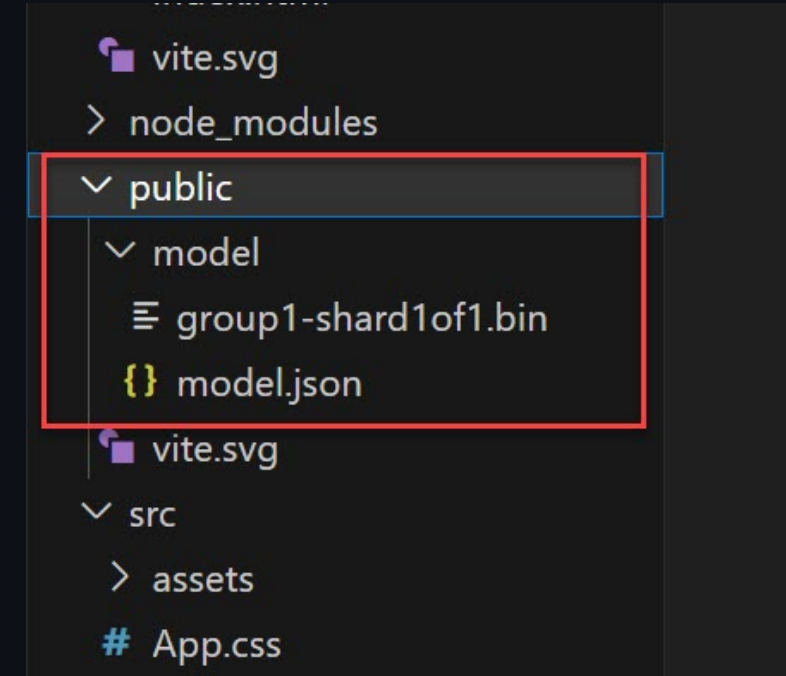 vite.svg
node_modules
public
model
group1-shard1of1.bin
{} model.json
vite.svg
src
assets
# App.css